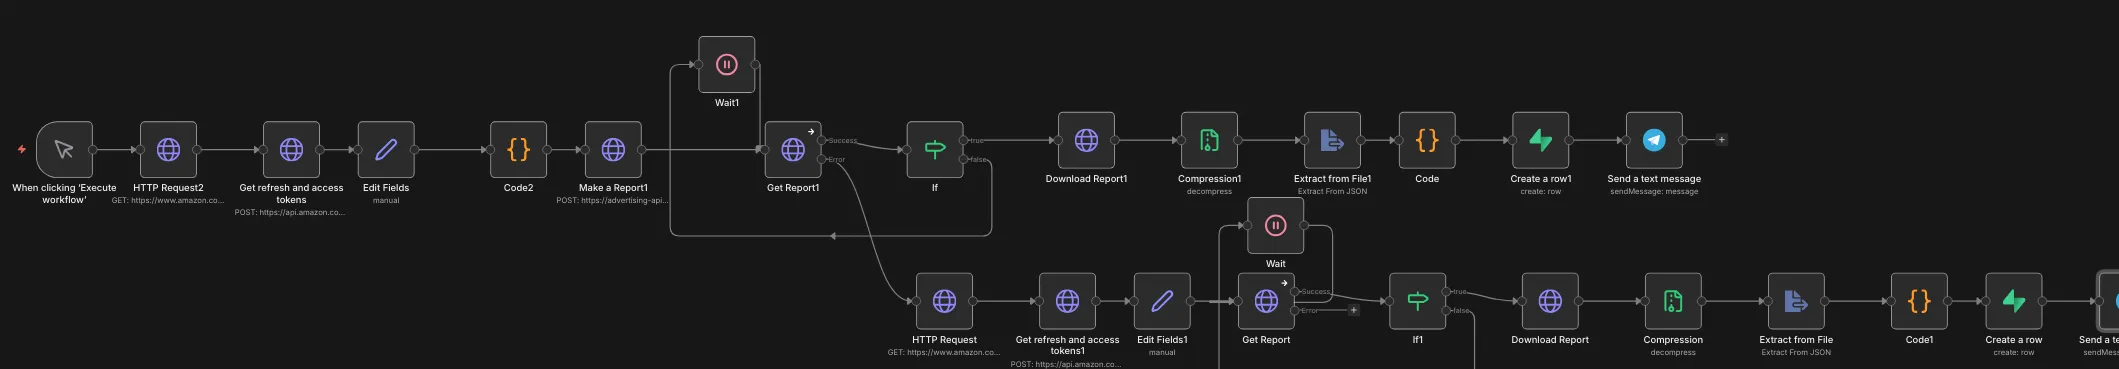 Wait1
Success
Error
true
false
When clicking 'Execute
workflow'
HTTP Request2
GET: https://www.amazon.co...
Get refresh and access
tokens
POST: https://api.amazon.co...
Edit Fields
manual
Code2
Make a Report1
POST: https://advertising-api...
Get Report1
If
Download Report1
Compression1
decompress
Extract from File1
Extract From JSON
Code
Create a row1
create: row
Send a text message
sendMessage: message
Wait
Success
Error
true
false
HTTP Request
GET: https://www.amazon.co...
Get refresh and access
tokens1
POST: https://api.amazon.co...
Edit Fields1
manual
Get Report
If1
Download Report
Compression
decompress
Extract from File
Extract From JSON
Code1
Create a row
create: row
Send a te
sendMess